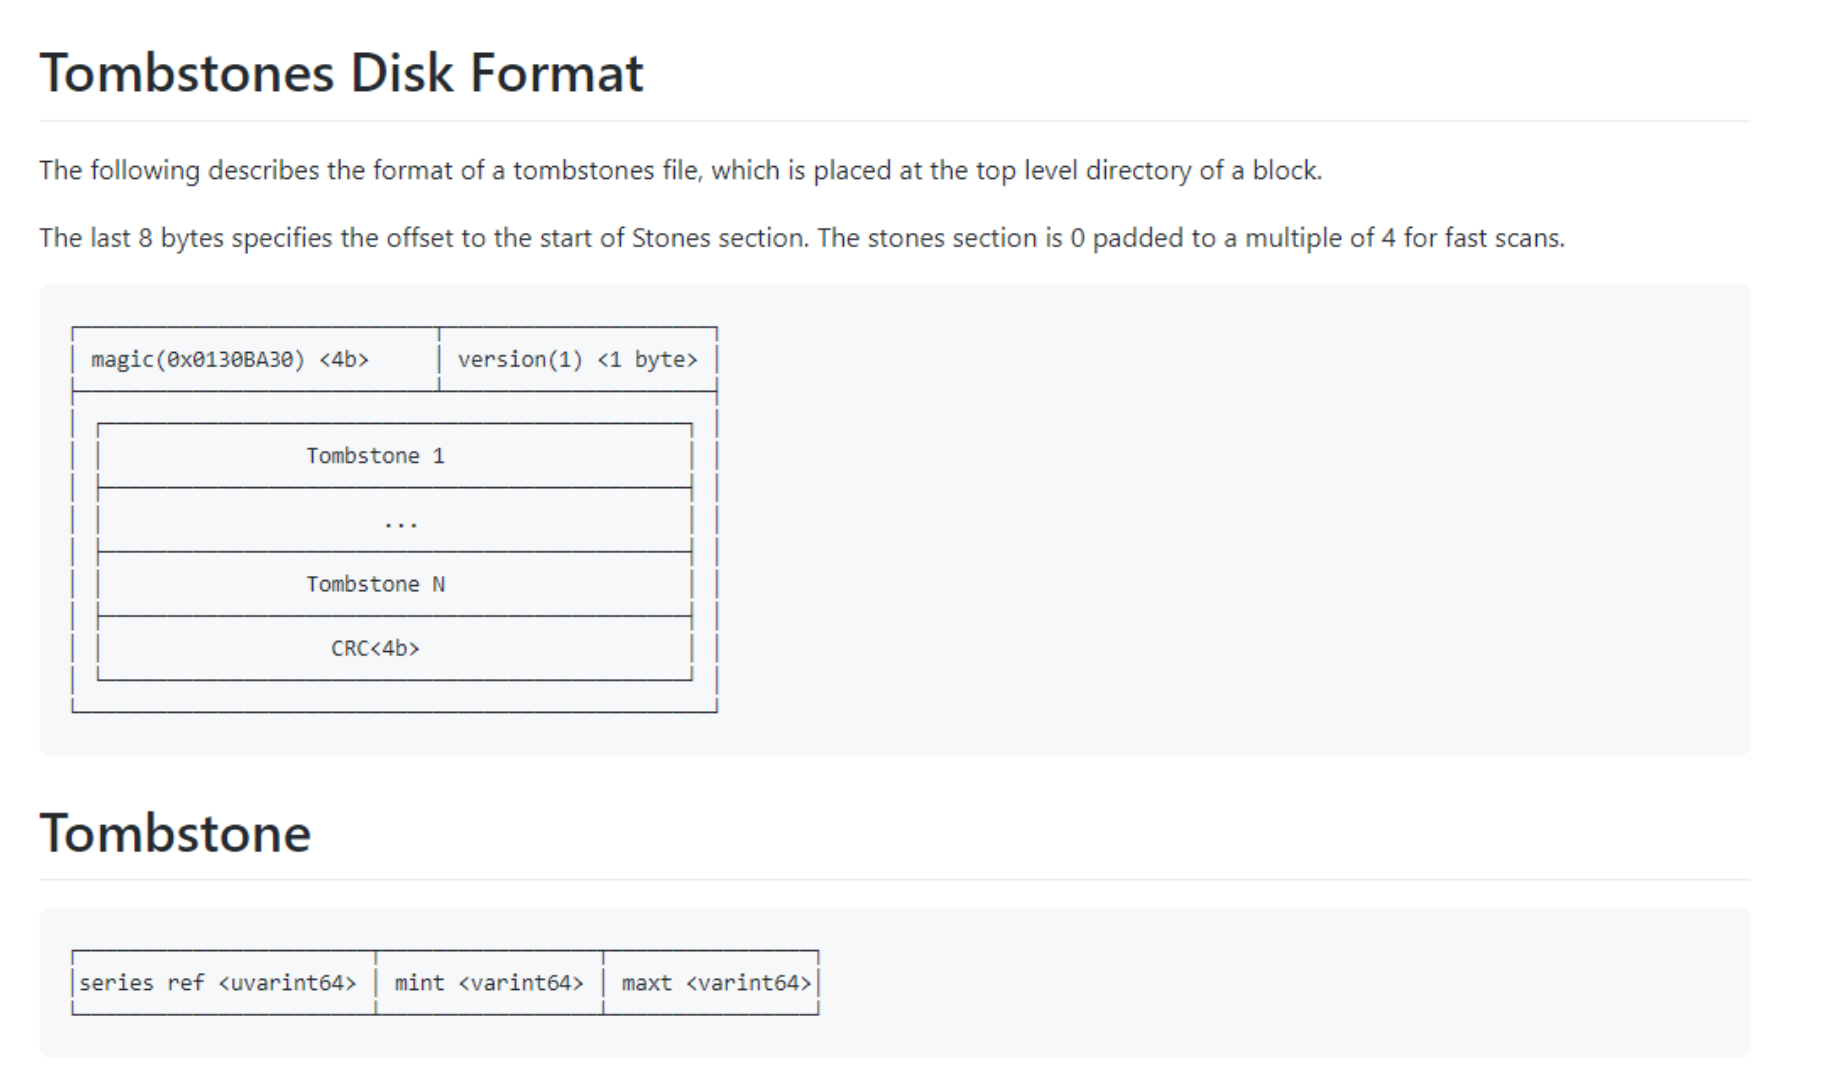 Tombstones Disk Format
The following describes the format of a tombstones file, which is placed at the top level directory of a block.
The last 8 bytes specifies the offset to the start of Stones section. The stones section is 0 padded to a multiple of 4 for fast scans.
magic(0x0130BA30) <4b> version(1) <1 byte>
Tombstone 1
...
Tombstone N
CRC<4b>
Tombstone
series ref <uvarint64> mint <varint64> maxt <varint64>